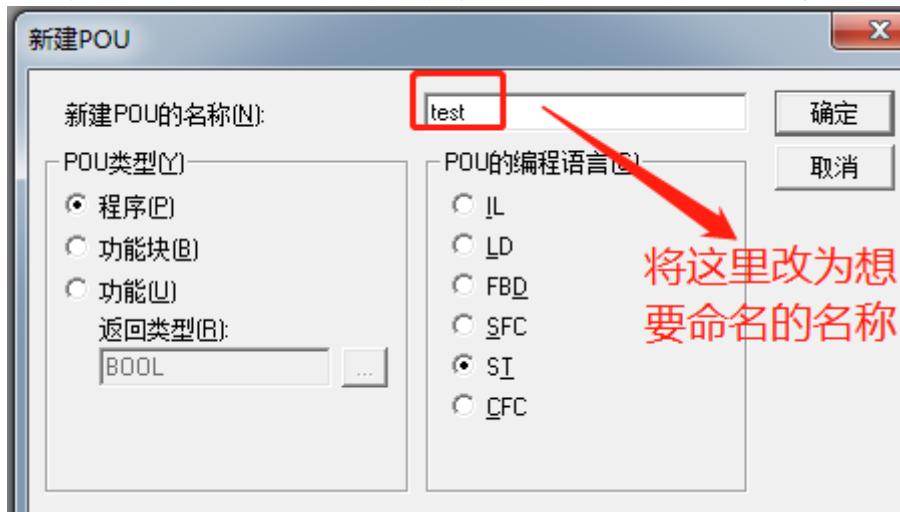 新建POU
新建POU的名称(N):
test
确定
取消
POU类型(Y)
程序(P)
功能块(B)
功能(U)
返回类型(R):
BOOL
...
POU的编程语言(G)
IL
LD
FBD
SFC
ST
CFC
将这里改为想
要命名的名称